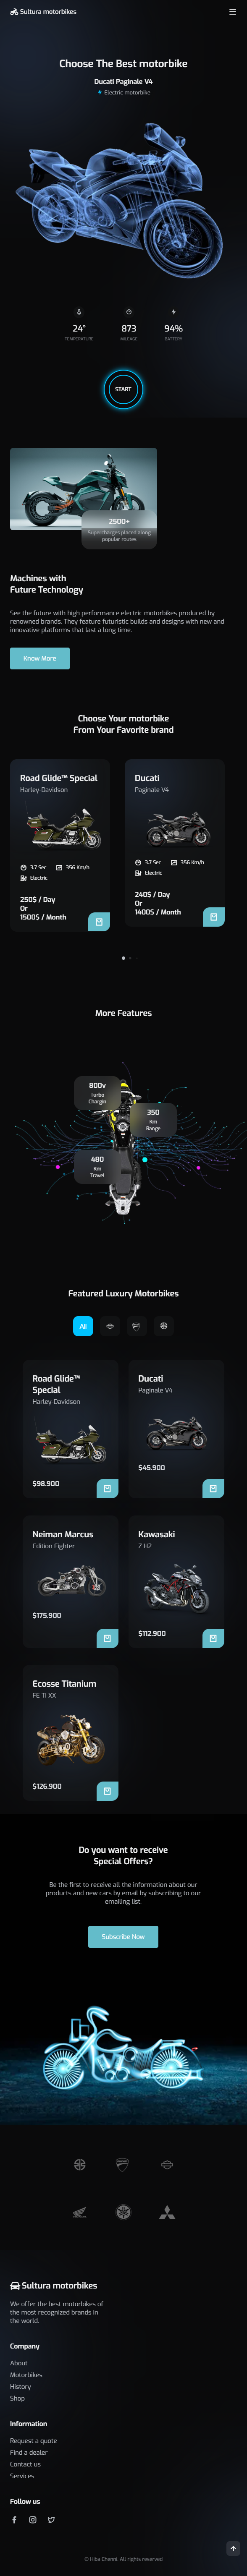 Sultura motorbikes
Choose The Best motorbike
Ducati Paginale V4
Electric motorbike
24°
873
94%
TEMPERATURE
MILEAGE
BATTERY
START
2500+
Supercharges placed along
popular routes
Machines with
Future Technology
See the future with high performance electric motorbikes produced by
renowned brands. They feature futuristic builds and designs with new and
innovative platforms that last a long time.
Know More
Choose Your motorbike
From Your Favorite brand
Road Glide™ Special
Harley-Davidson
3.7 Sec
356 Km/h
Electric
250$ / Day
Or
1500$ / Month
Ducati
Paginale V4
3.7 Sec
356 Km/h
Electric
240$ / Day
Or
1400$ / Month
More Features
800v
Turbo
Chargin
350
Km
Range
480
Km
Travel
Featured Luxury Motorbikes
All
Road Glide™
Special
Harley-Davidson
$98.900
Ducati
Paginale V4
$45.900
Neiman Marcus
Edition Fighter
$175.900
Kawasaki
Z H2
$112.900
Ecosse Titanium
FE TI XX
$126.900
Do you want to receive
Special Offers?
Be the first to receive all the information about our
products and new cars by email by subscribing to our
emailing list.
Subscribe Now
Sultura motorbikes
We offer the best motorbikes of
the most recognized brands in
the world.
Company
About
Motorbikes
History
Shop
Information
Request a quote
Find a dealer
Contact us
Services
Follow us
© Hiba Chenni. All rights reserved